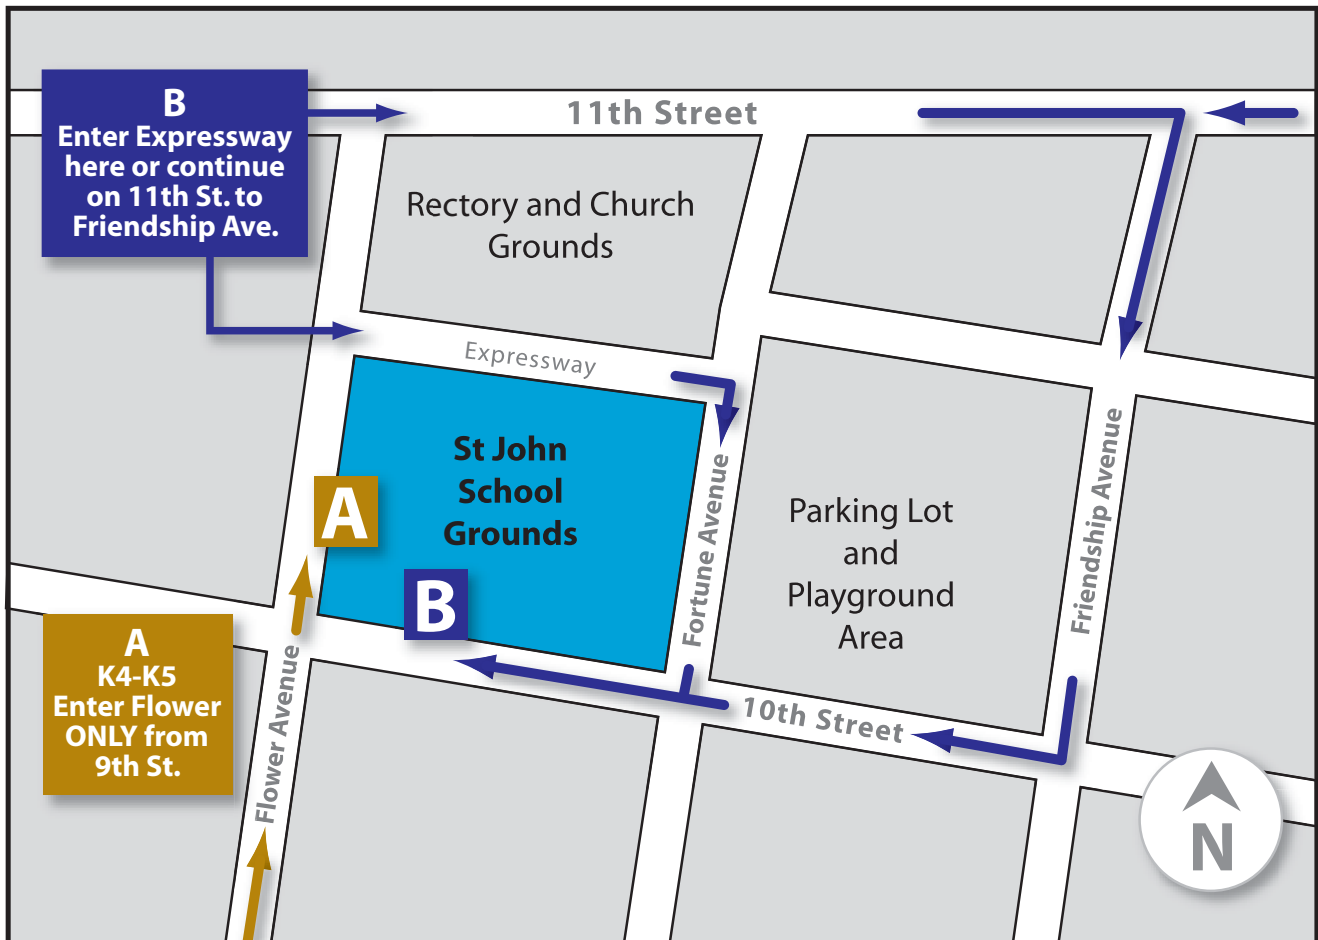 B
Enter Expressway
here or continue
on 11th St. to
Friendship Ave.
11th Street
Rectory and Church
Grounds
Expressway
St John
School
Grounds
A
B
Fortune Avenue
Parking Lot
and
Playground
Area
Friendship Avenue
A
K4-K5
Enter Flower
ONLY from
9th St.
Flower Avenue
10th Street
N